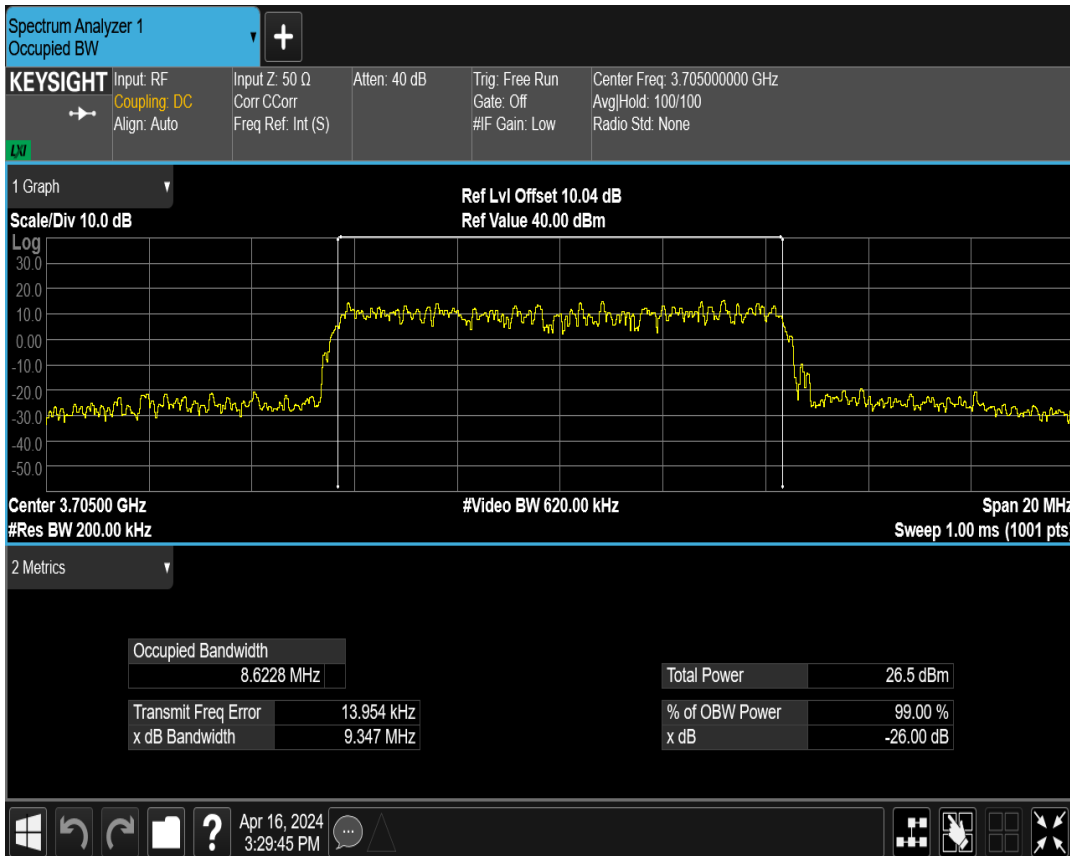 Spectrum Analyzer 1
Occupied BW
+
KEYSIGHT
LXI
Input: RF
Coupling: DC
Align: Auto
Input Z: 50 Ω
Corr CCorr
Freq Ref: Int (S)
Atten: 40 dB
Trig: Free Run
Gate: Off
#IF Gain: Low
Center Freq: 3.705000000 GHz
Avg|Hold: 100/100
Radio Std: None
1 Graph
Scale/Div 10.0 dB
Ref Lvl Offset 10.04 dB
Ref Value 40.00 dBm
Log
30.0
20.0
10.0
0.00
-10.0
-20.0
-30.0
-40.0
-50.0
Center 3.70500 GHz
#Video BW 620.00 kHz
Span 20 MHz
#Res BW 200.00 kHz
Sweep 1.00 ms (1001 pts)
2 Metrics
Occupied Bandwidth
8.6228 MHz
Total Power 26.5 dBm
Transmit Freq Error 13.954 kHz
% of OBW Power 99.00 %
x dB Bandwidth 9.347 MHz
x dB -26.00 dB
?
Apr 16, 2024
3:29:45 PM